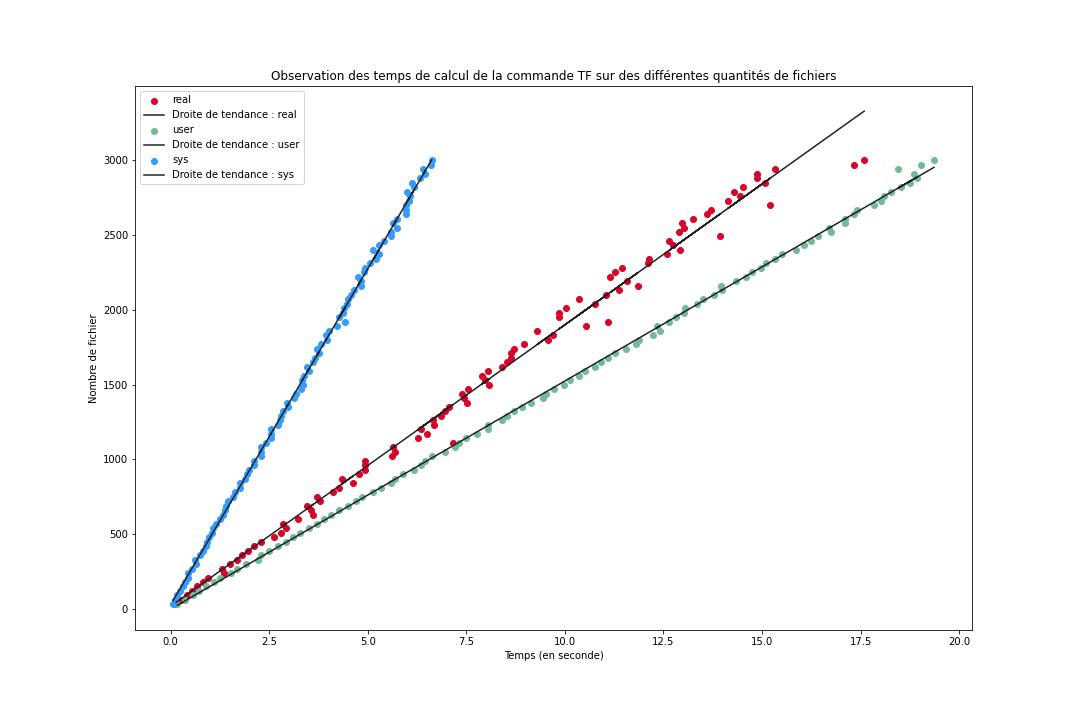 Observation des temps de calcul de la commande TF sur des différentes quantités de fichiers
real
Droite de tendance : real
user
Droite de tendance : user
sys
Droite de tendance : sys
3000
2500
2000
1500
1000
500
0
Nombre de fichier
0.0 2.5 5.0 7.5 10.0 12.5 15.0 17.5 20.0
Temps (en seconde)